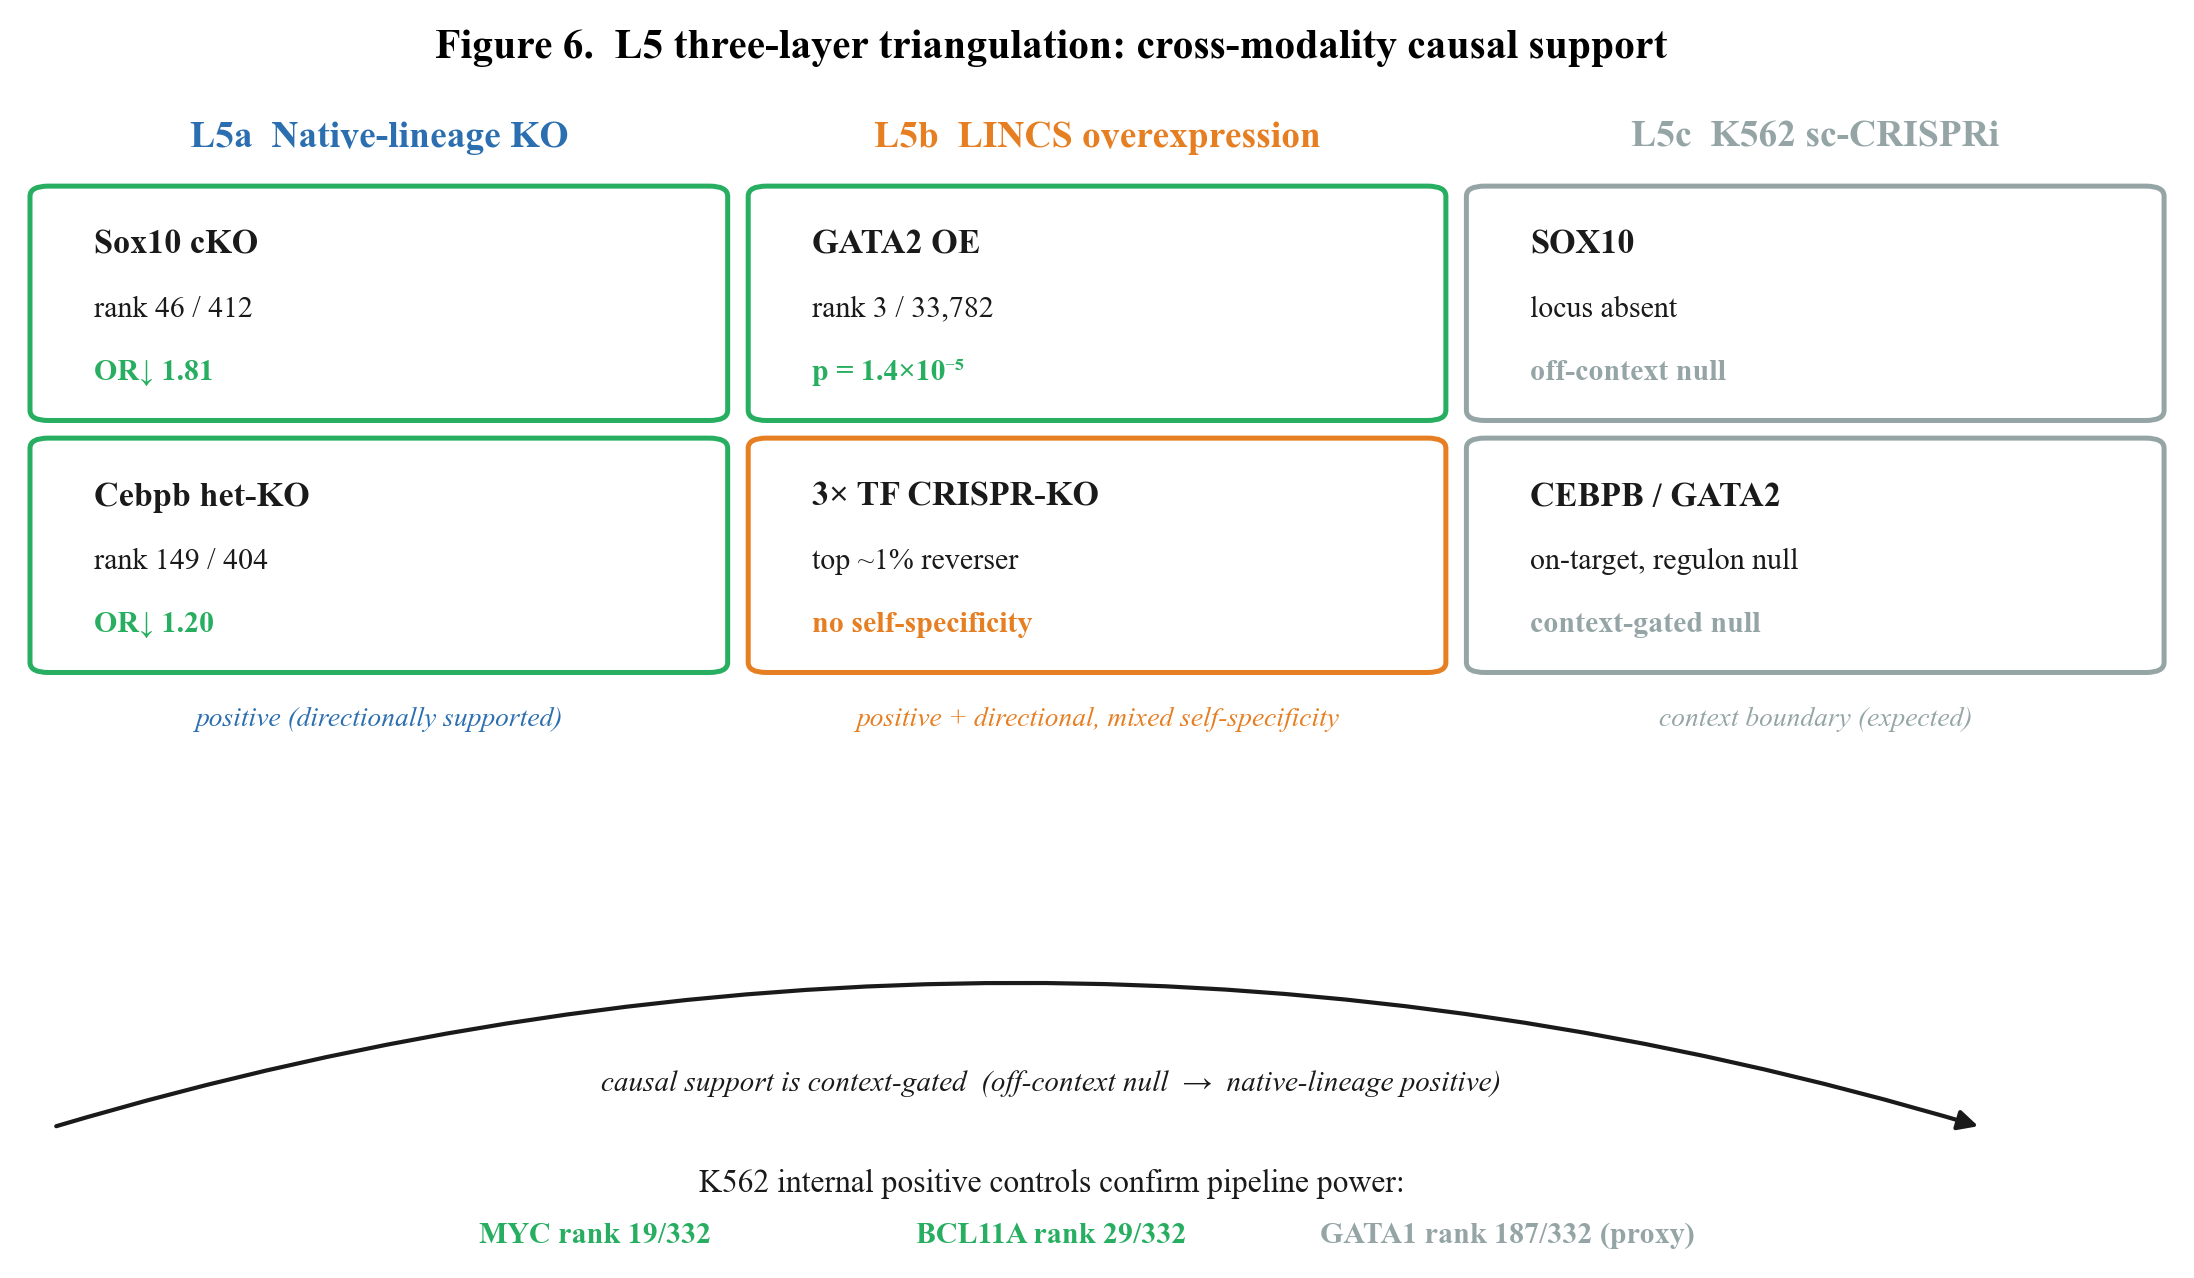 Figure 6.  L5 three-layer triangulation: cross-modality causal support
L5a  Native-lineage KO
Sox10 cKO
rank 46 / 412
OR↓ 1.81
Cebpb het-KO
rank 149 / 404
OR↓ 1.20
positive (directionally supported)
L5b  LINCS overexpression
GATA2 OE
rank 3 / 33,782
p = 1.4×10⁻⁵
3× TF CRISPR-KO
top ~1% reverser
no self-specificity
positive + directional, mixed self-specificity
L5c  K562 sc-CRISPRi
SOX10
locus absent
off-context null
CEBPB / GATA2
on-target, regulon null
context-gated null
context boundary (expected)
causal support is context-gated  (off-context null → native-lineage positive)
K562 internal positive controls confirm pipeline power:
MYC rank 19/332
BCL11A rank 29/332
GATA1 rank 187/332 (proxy)